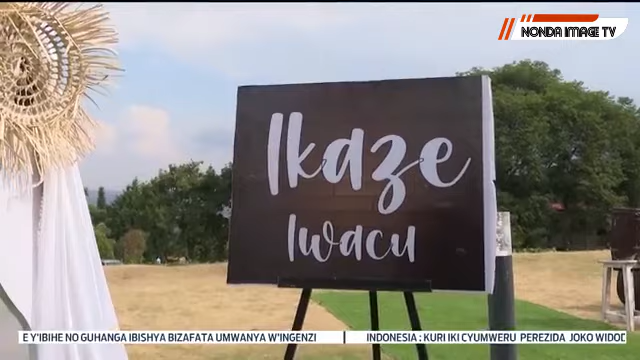 NONDA IMAGE TV
Ikaze
Iwacu
E Y'IBIHE NO GUHANGA IBISHYA BIZAFATA UMWANYA W'INGENZI | INDONESIA : KURI IKI CYUMWERU PEREZIDA JOKO WIDOD